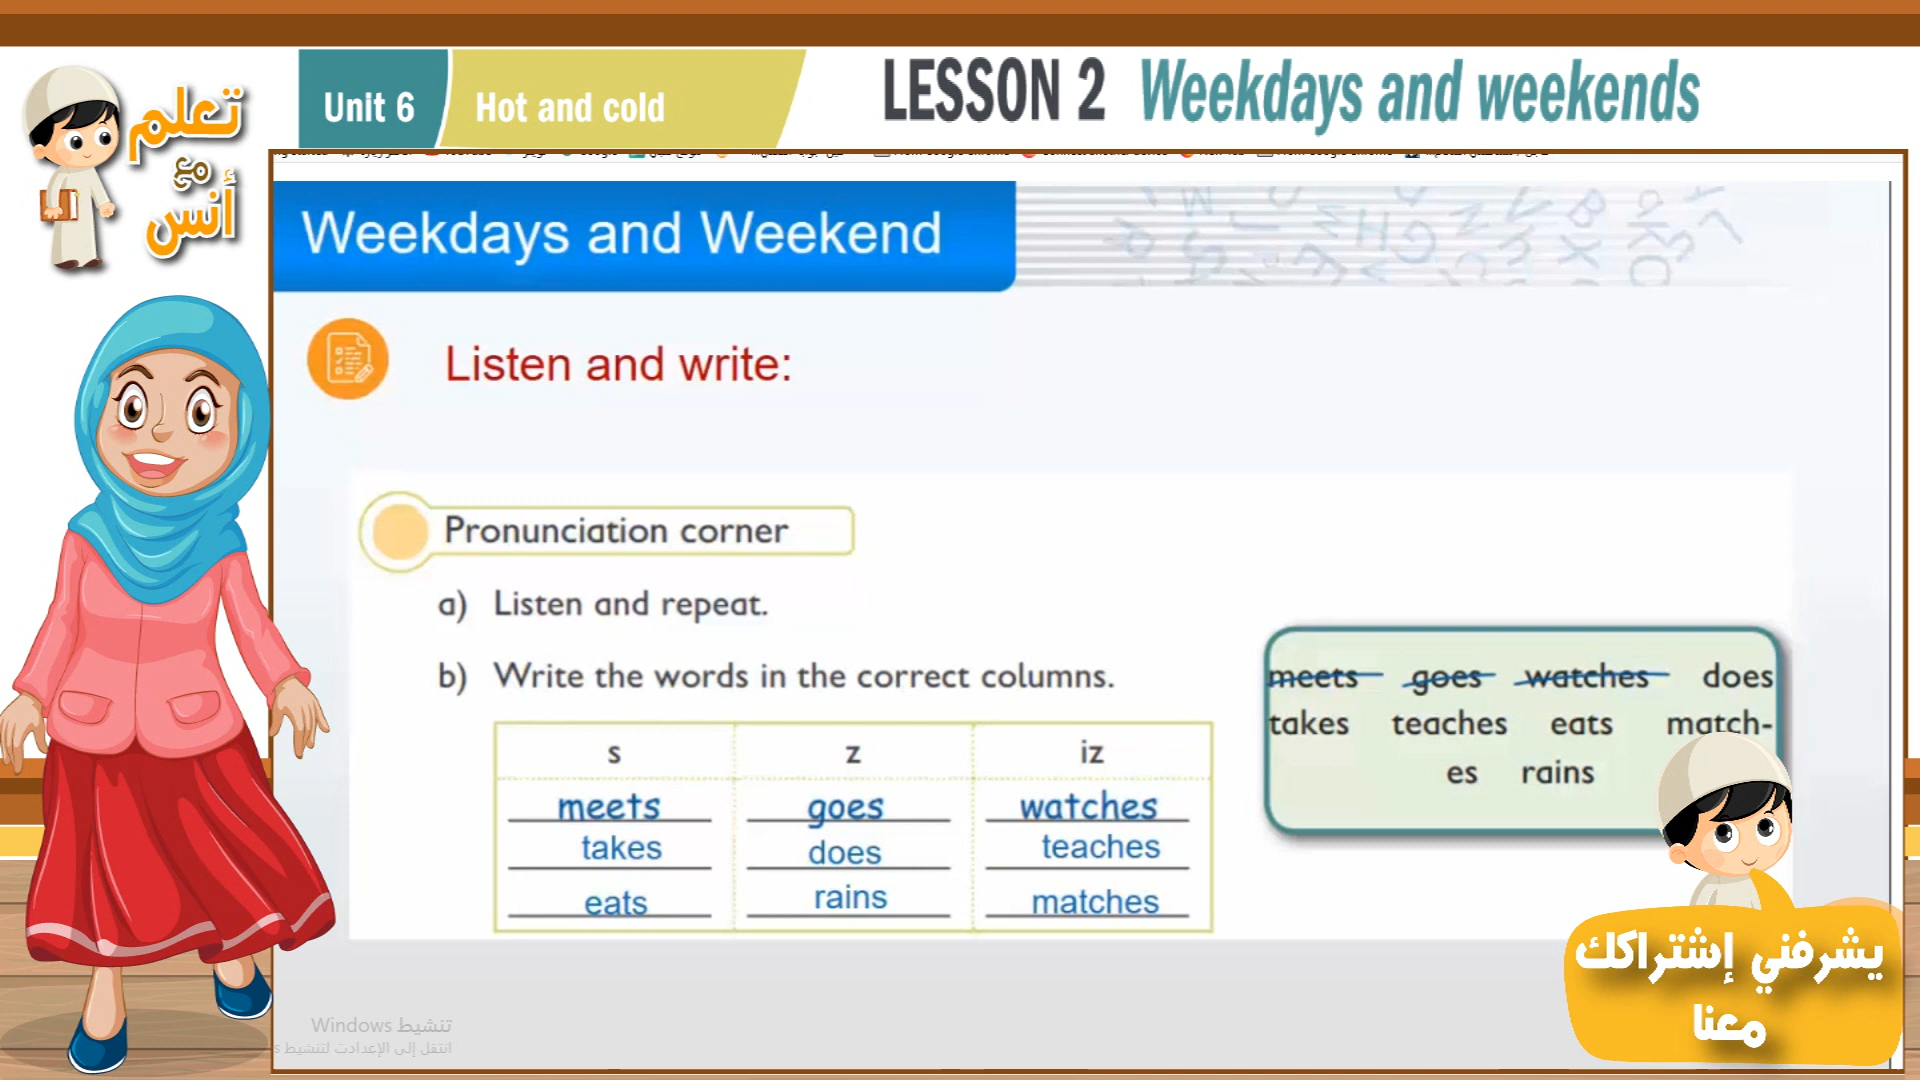 تعلم
مع
أنس
Unit 6 Hot and cold
LESSON 2 Weekdays and weekends
Weekdays and Weekend
Listen and write:
Pronunciation corner
a) Listen and repeat.
b) Write the words in the correct columns.
meets goes watches does
takes teaches eats match-
es rains
s z iz
meets goes watches
takes does teaches
eats rains matches
يشرفني إشتراكك
معنا
تنشيط Windows
انتقل إلى الإعدادات لتنشيط s